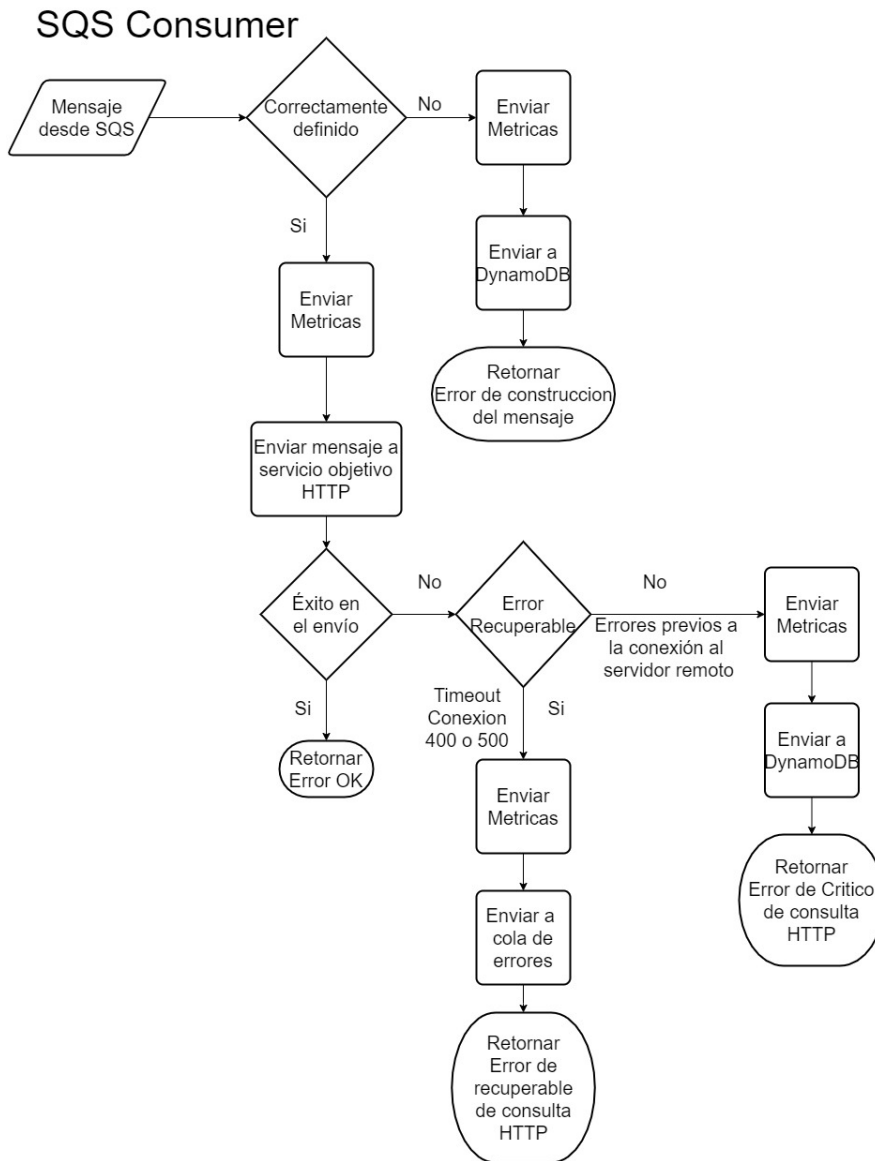 SQS Consumer
Mensaje
desde SQS
Correctamente
definido
No
Enviar
Metricas
Si
Enviar a
DynamoDB
Enviar
Metricas
Retornar
Error de construccion
del mensaje
Enviar mensaje a
servicio objetivo
HTTP
Éxito en
el envío
No
Error
Recuperable
No
Errores previos a
la conexión al
servidor remoto
Enviar
Metricas
Si
Retornar
Error OK
Timeout
Conexion
400 o 500
Si
Enviar a
DynamoDB
Enviar
Metricas
Retornar
Error de Critico
de consulta
HTTP
Enviar a
cola de
errores
Retornar
Error de
recuperable
de consulta
HTTP